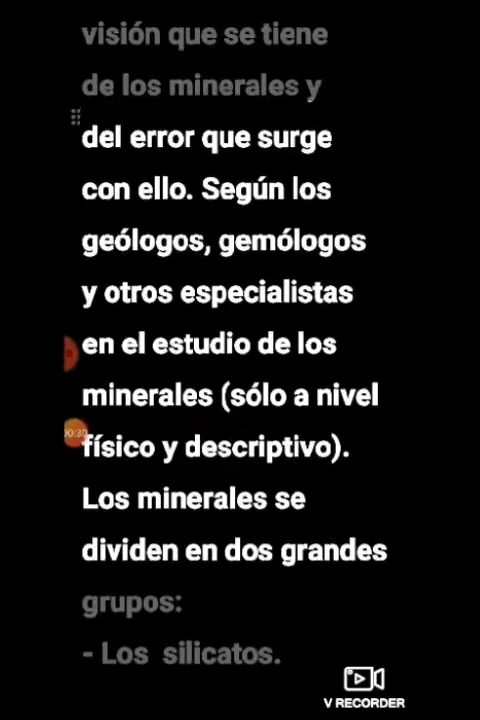 visión que se tiene
de los minerales y
del error que surge
con ello. Según los
geólogos, gemólogos
y otros especialistas
en el estudio de los
minerales (sólo a nivel
físico y descriptivo).
Los minerales se
dividen en dos grandes
grupos:
- Los  silicatos.
V RECORDER